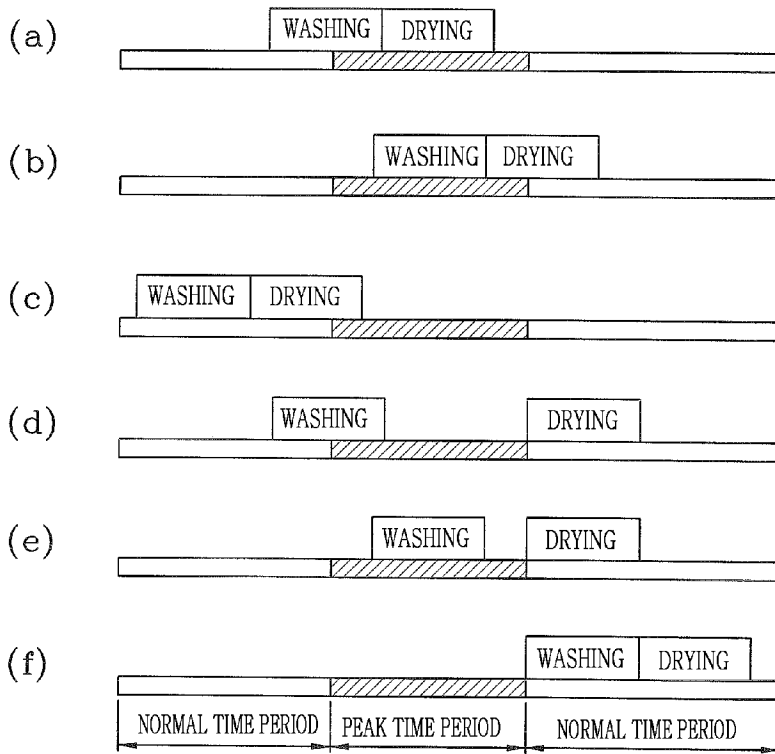 (a) WASHING DRYING
(b) WASHING DRYING
(c) WASHING DRYING
(d) WASHING DRYING
(e) WASHING DRYING
(f) WASHING DRYING
NORMAL TIME PERIOD PEAK TIME PERIOD NORMAL TIME PERIOD